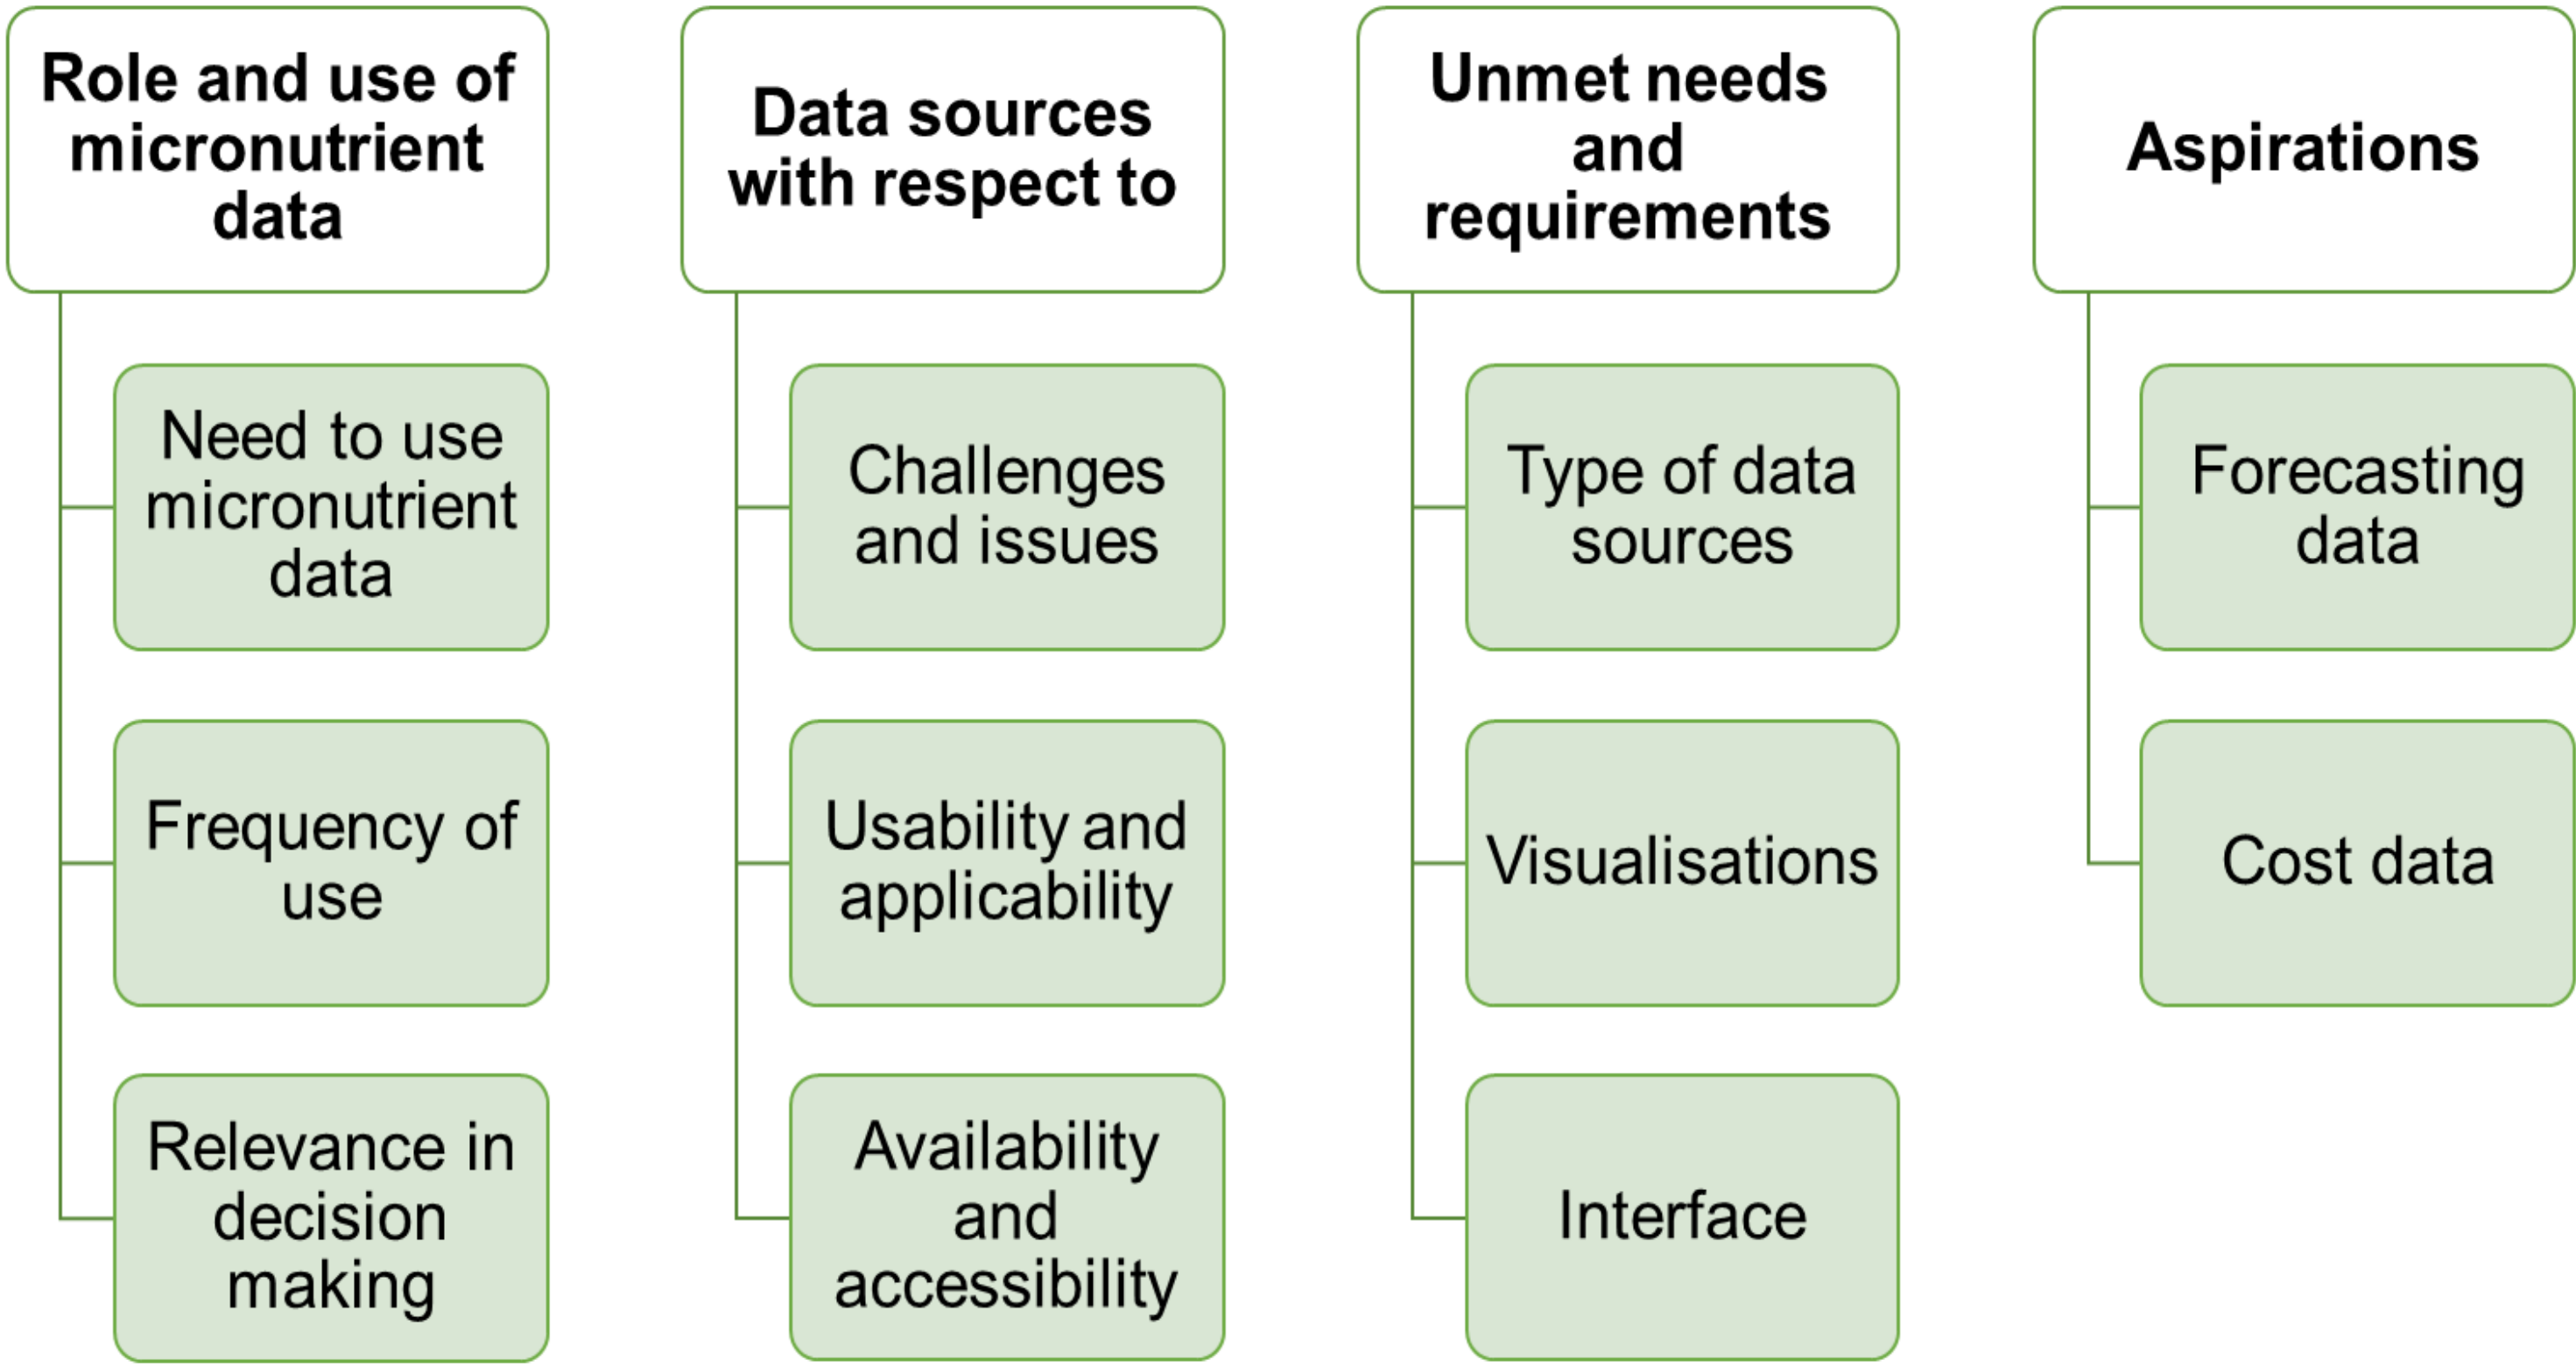 Role and use of
micronutrient
data
Need to use
micronutrient
data
Frequency of
use
Relevance in
decision
making
Data sources
with respect to
Challenges
and issues
Usability and
applicability
Availability
and
accessibility
Unmet needs
and
requirements
Type of data
sources
Visualisations
Interface
Aspirations
Forecasting
data
Cost data